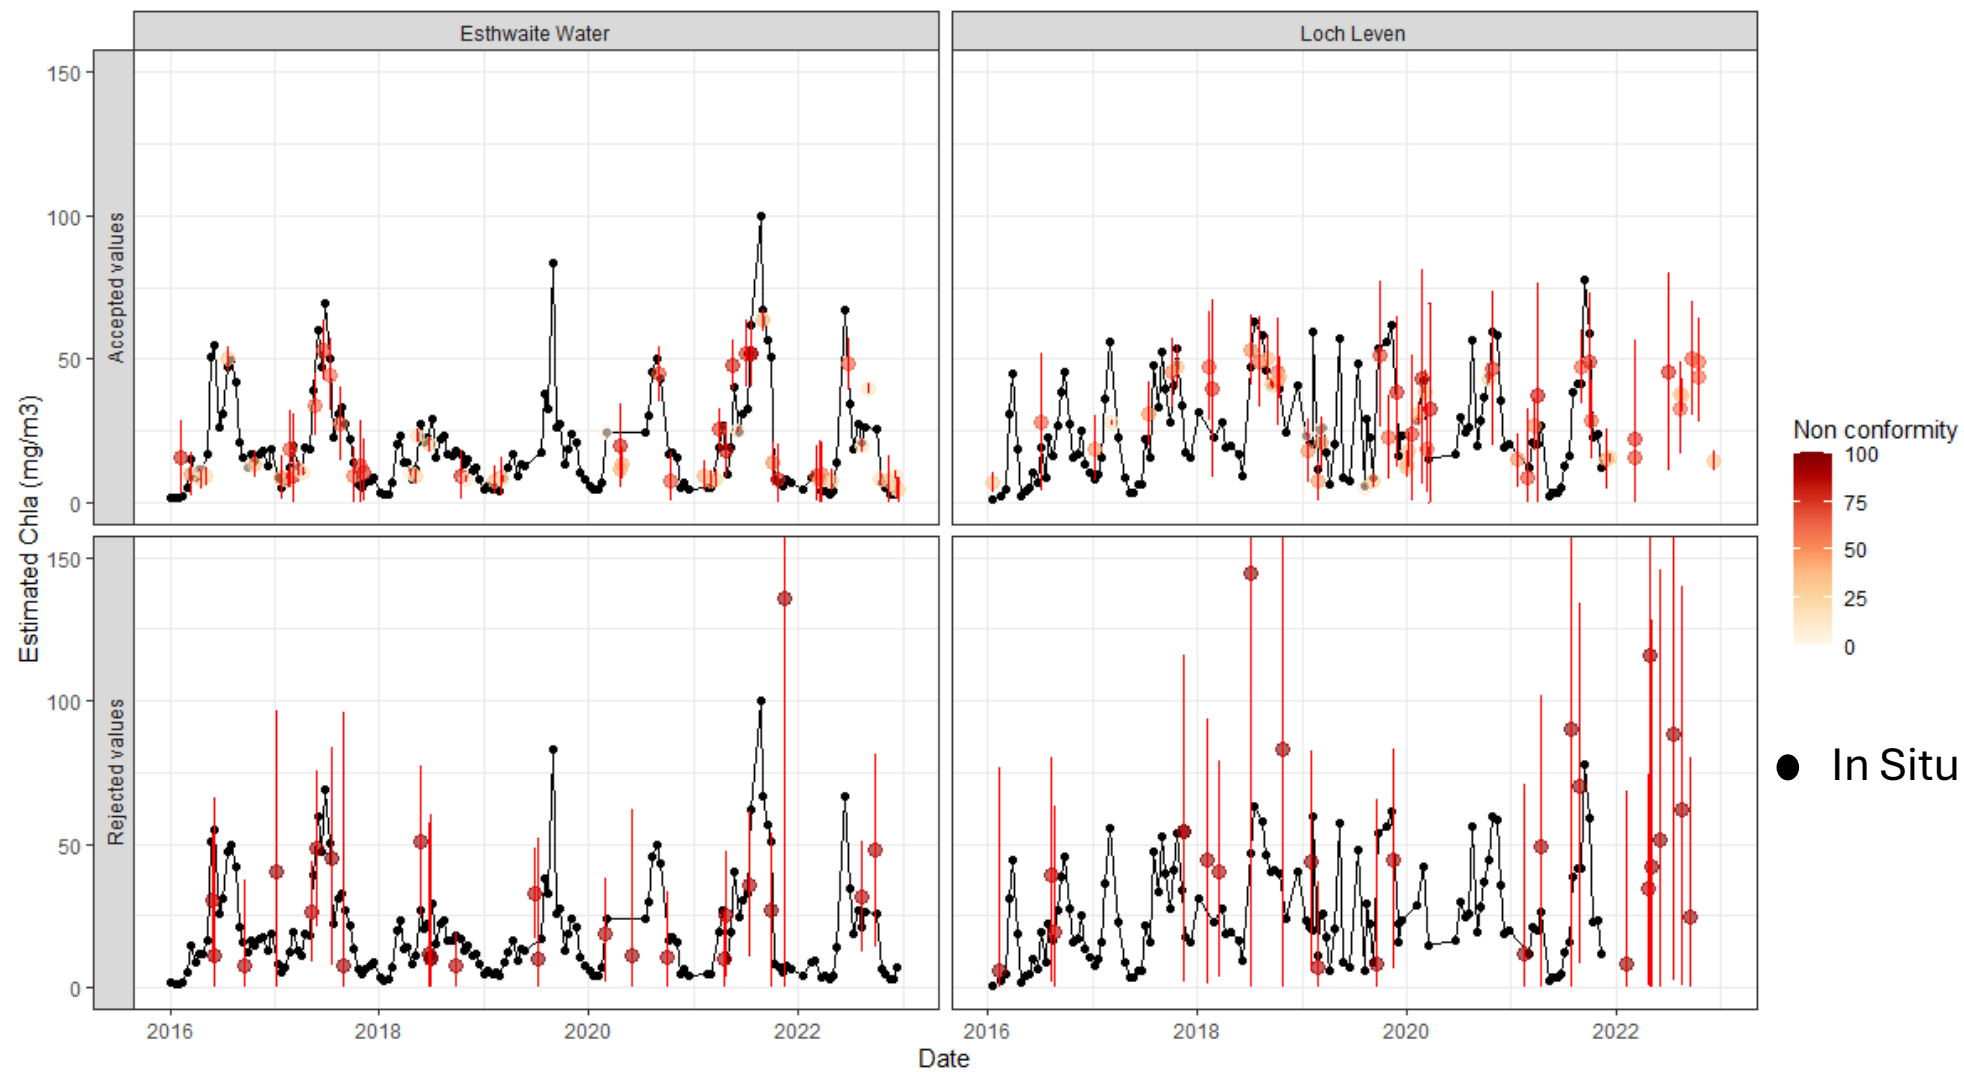 Esthwaite Water
Loch Leven
Estimated Chla (mg/m3)
Accepted values
150
100
50
0
Rejected values
150
100
50
0
2016
2018
2020
2022
2016
2018
2020
2022
Date
Non conformity
100
75
50
25
0
In Situ